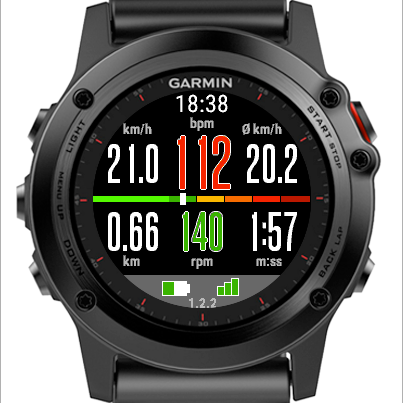 GARMIN
18:38
bpm
km/h
Ø km/h
21.0
112
20.2
0.66
140
1:57
km
rpm
m:ss
1.2.2
LIGHT
MENU UP
DOWN
START STOP
BACK LAP